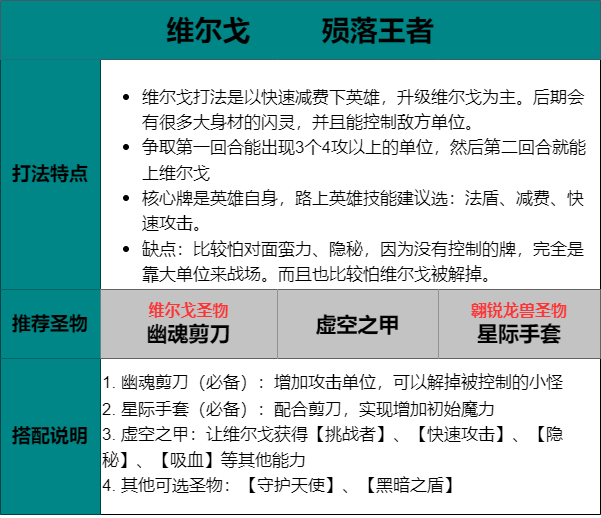 维尔戈 陨落王者
打法特点
• 维尔戈打法是以快速减费下英雄，升级维尔戈为主。后期会
有很多大身材的闪灵，并且能控制敌方单位。
• 争取第一回合能出现3个4攻以上的单位，然后第二回合就能
上维尔戈
• 核心牌是英雄自身，路上英雄技能建议选：法盾、减费、快
速攻击。
• 缺点：比较怕对面蛮力、隐秘，因为没有控制的牌，完全是
靠大单位来战场。而且也比较怕维尔戈被解掉。
推荐圣物
维尔戈圣物
幽魂剪刀
虚空之甲
翱锐龙兽圣物
星际手套
搭配说明
1. 幽魂剪刀（必备）：增加攻击单位，可以解掉被控制的小怪
2. 星际手套（必备）：配合剪刀，实现增加初始魔力
3. 虚空之甲：让维尔戈获得【挑战者】、【快速攻击】、【隐
秘】、【吸血】等其他能力
4. 其他可选圣物：【守护天使】、【黑暗之盾】